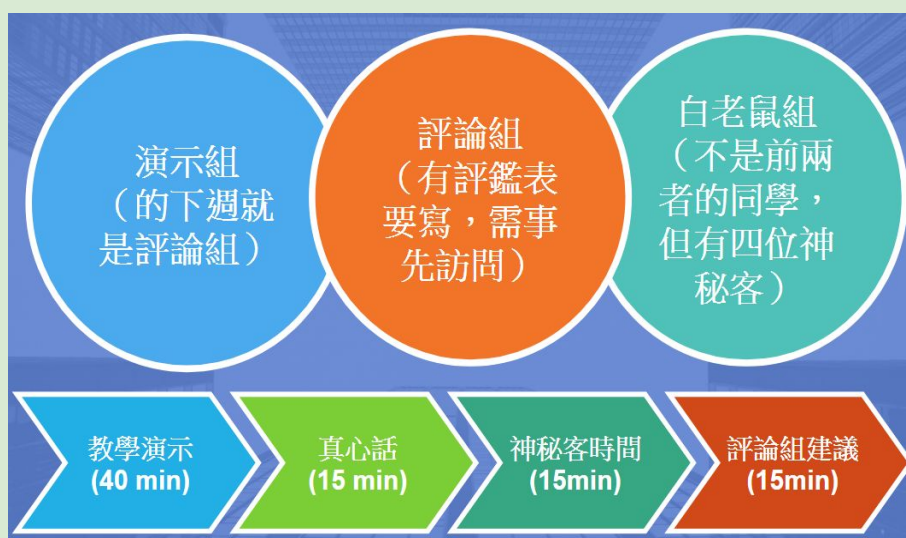 演示組
（的下週就
是評論組）
評論組
（有評鑑表
要寫，需事
先訪問）
白老鼠組
（不是前兩
者的同學，
但有四位神
秘客）
教學演示
(40 min)
真心話
(15 min)
神秘客時間
(15min)
評論組建議
(15min)